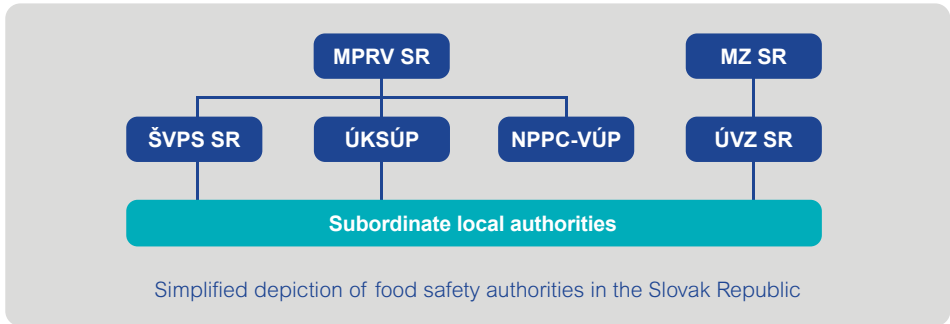 MPRV SR
MZ SR
ŠVPS SR
ÚKSÚP
NPPC-VÚP
ÚVZ SR
Subordinate local authorities
Simplified depiction of food safety authorities in the Slovak Republic